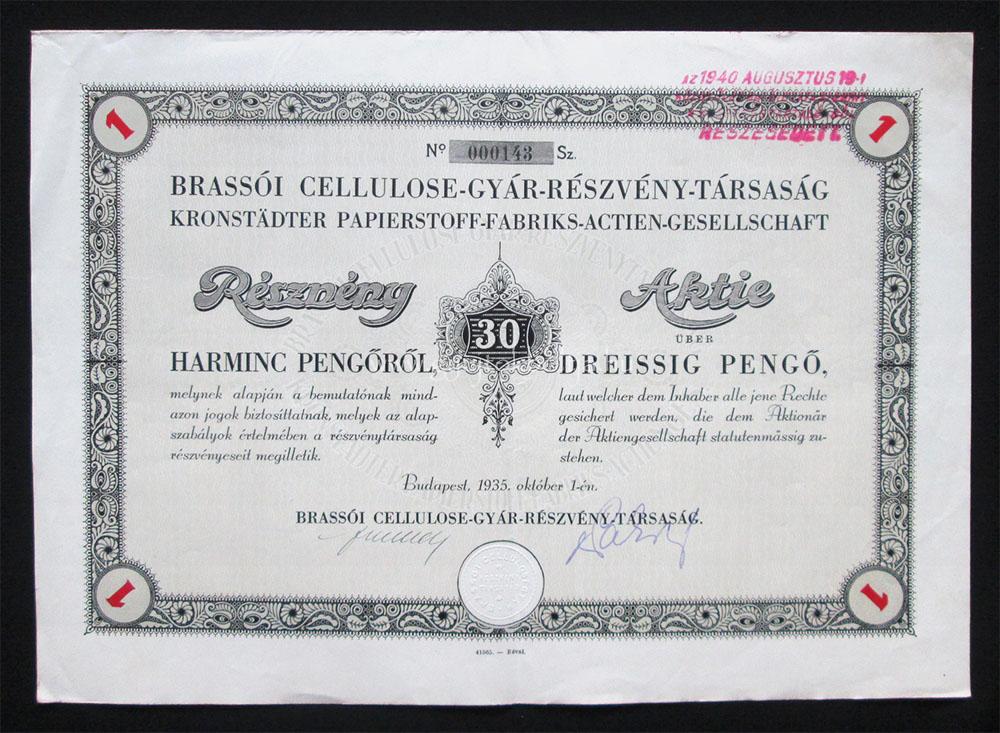 AZ 1940 AUGUSZTUS 19-I
RÉSZESEDETT
1 1
Nº 000143 Sz.
BRASSÓI CELLULOSE-GYÁR-RÉSZVÉNY-TÁRSASÁG
KRONSTÄDTER PAPIERSTOFF-FABRIKS-ACTIEN-GESELLSCHAFT
Részvény
HARMINC PENGŐRŐL,
melynek alapján a bemutatónak mind-
azon jogok biztosíttatnak, melyek az alap-
szabályok értelmében a részvénytársaság
részvényeseit megilletik.
30
Aktie
ÜBER
DREISSIG PENGŐ,
laut welcher dem Inhaber alle jene Rechte
gesichert werden, die dem Aktionär
der Aktiengesellschaft statutenmässig zu-
stehen.
Budapest, 1935. október 1-én.
BRASSÓI CELLULOSE-GYÁR-RÉSZVÉNY-TÁRSASÁG.
1 1
41565. — Révai.